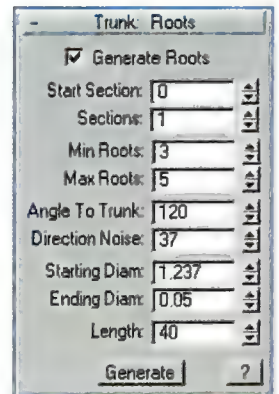 - Trunk: Roots
Generate Roots
Start Section: 0
Sections: 1
Min Roots: 3
Max Roots: 5
Angle To Trunk: 120
Direction Noise: 37
Starting Diam: 1.237
Ending Diam: 0.05
Length: 40
Generate ?